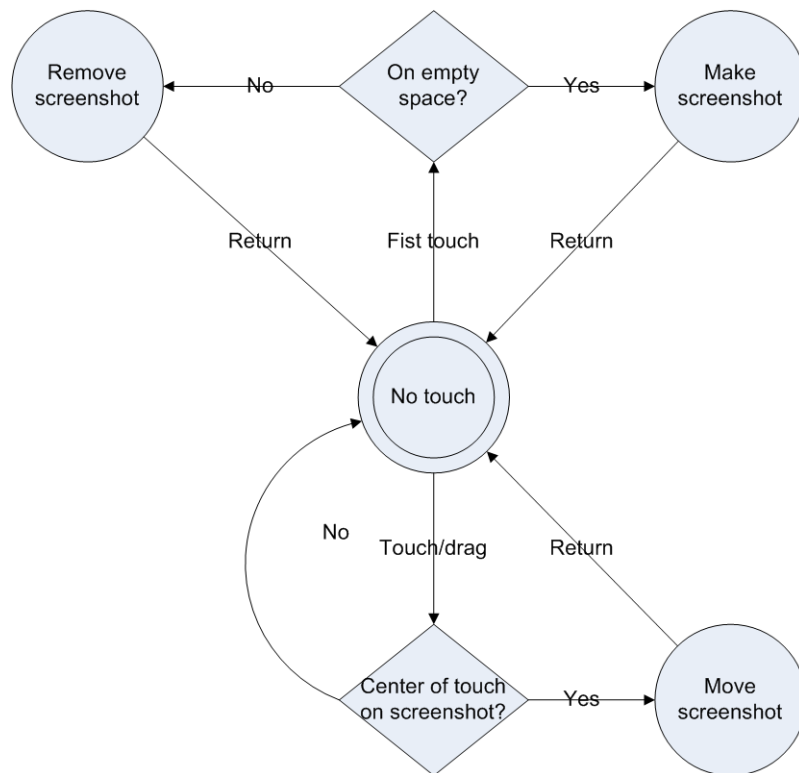 Remove
screenshot
No
On empty
space?
Yes
Make
screenshot
Return
Fist touch
Return
No touch
No
Touch/drag
Return
Center of touch
on screenshot?
Yes
Move
screenshot